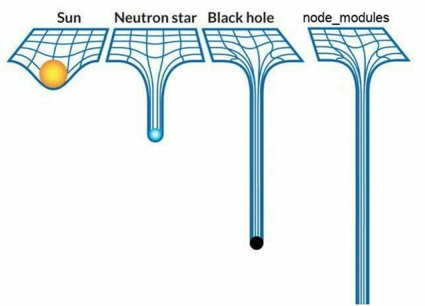 Sun
Neutron star
Black hole
node_modules